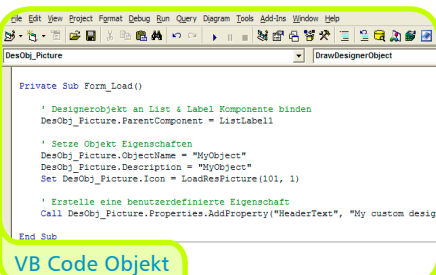 File Edit View Project Format Debug Run Query Diagram Tools Add-Ins Window Help
DesObj_Picture DrawDesignerObject
Private Sub Form_Load()
' Designerobjekt an List & Label Komponente binden
DesObj_Picture.ParentComponent = ListLabel1
' Setze Objekt Eigenschaften
DesObj_Picture.ObjectName = "MyObject"
DesObj_Picture.Description = "MyObject"
Set DesObj_Picture.Icon = LoadResPicture(101, 1)
' Erstelle eine benutzerdefinierte Eigenschaft
Call DesObj_Picture.Properties.AddProperty("HeaderText", "My custom desig
End Sub
VB Code Objekt